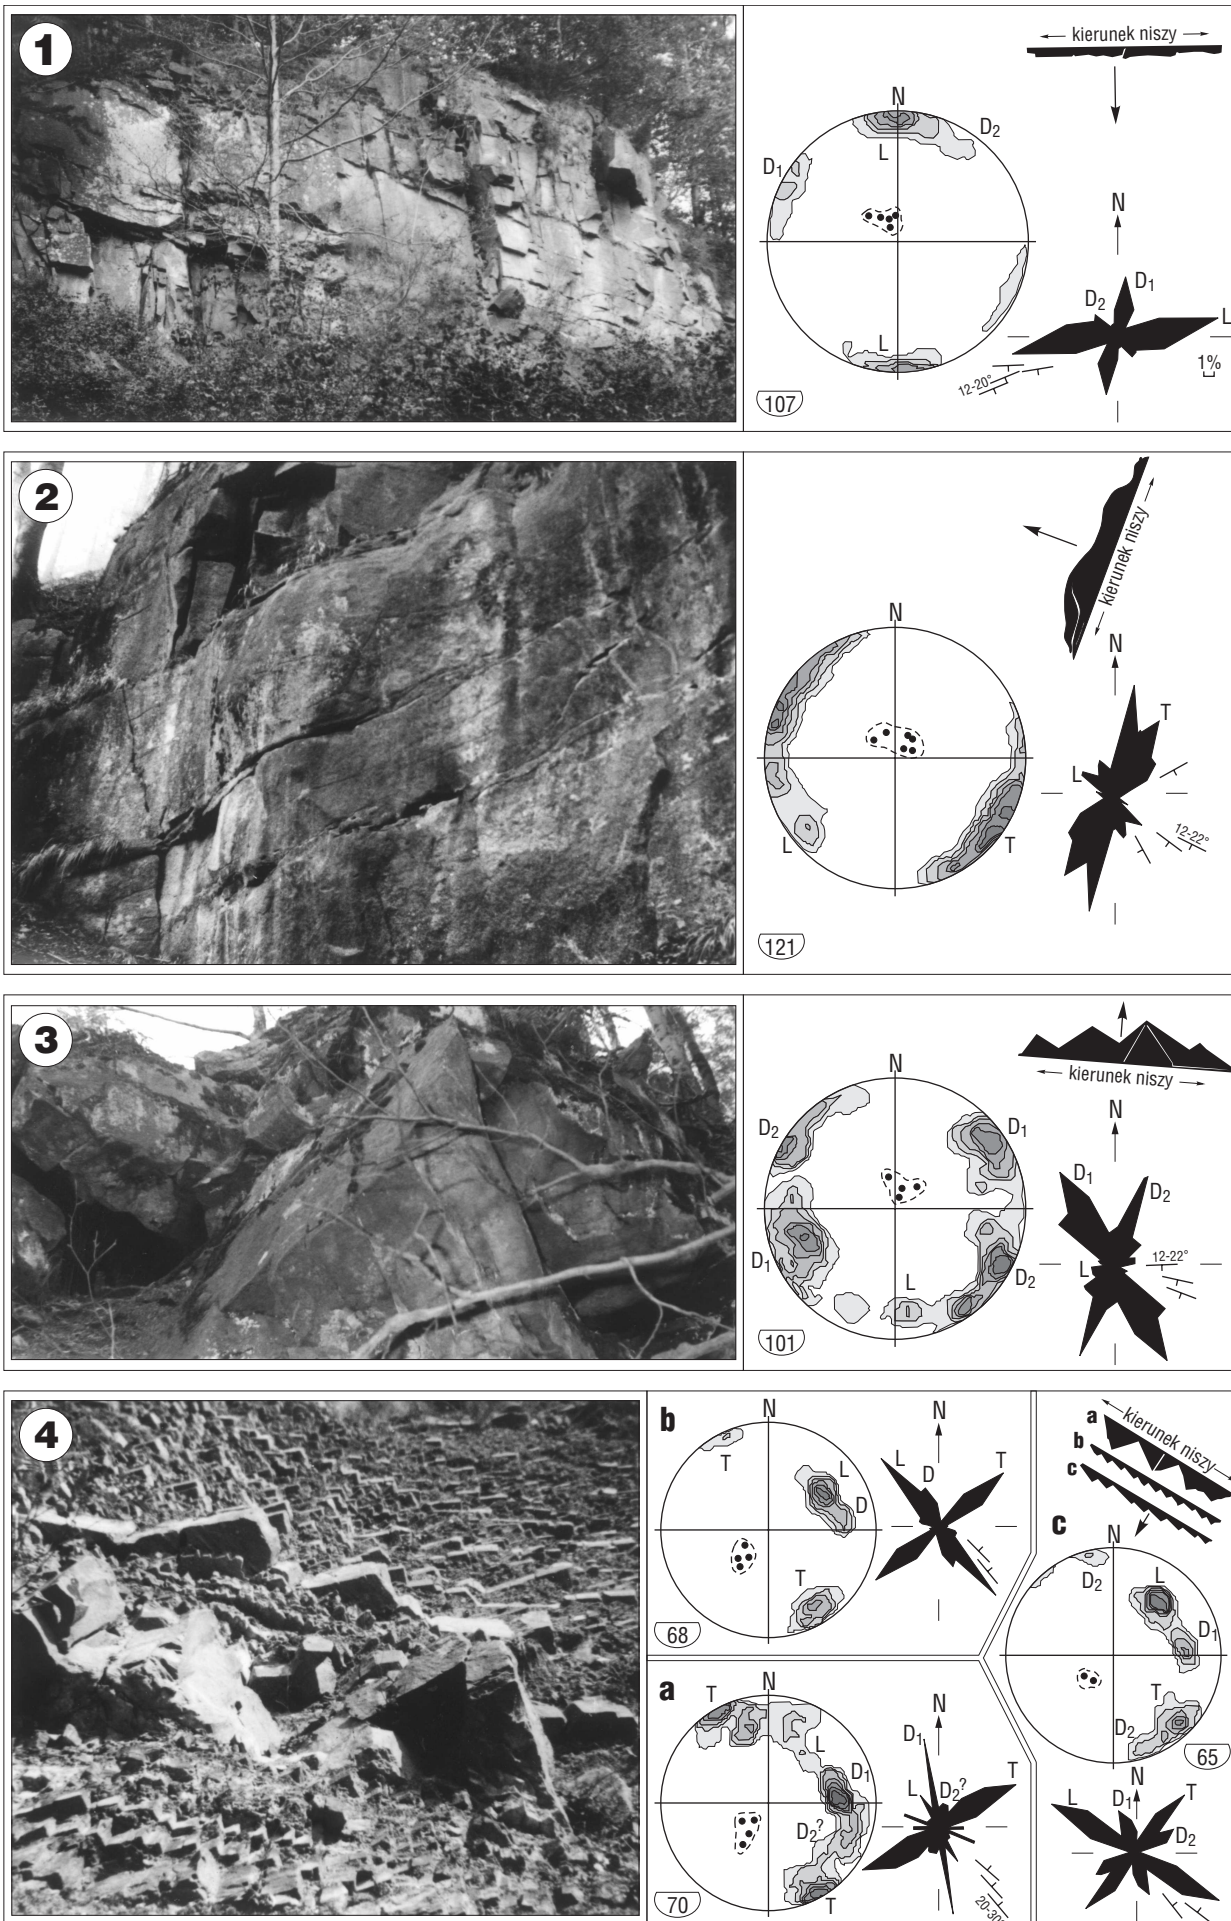 1
← kierunek niszy →
N
D2
D1
L
L
N
D1
D2
L
1%
12-20°
107
2
← kierunek niszy →
N
N
T
L
12-22°
L
T
121
3
← kierunek niszy →
N
N
D2
D1
D1
D2
12-22°
D1
L
D2
L
101
4
b
N
T
L
D
T
68
N
L
D
T
a
b
c
← kierunek niszy →
c
N
D2
L
D1
T
D2
65
a
N
T
L
D1
D2?
T
70
N
D1
L
D2?
T
20-30°
N
L
D1
T
D2